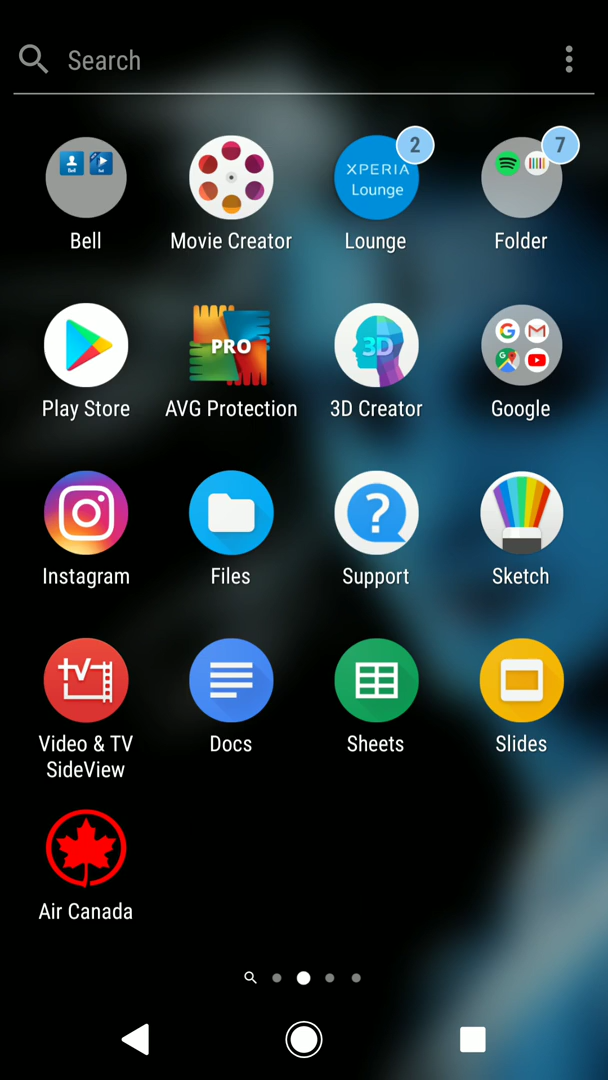 Search
2
7
XPERIA
Lounge
Bell
Movie Creator
Lounge
Folder
PRO
3D
Play Store
AVG Protection
3D Creator
Google
?
Instagram
Files
Support
Sketch
TV
Video & TV
SideView
Docs
Sheets
Slides
Air Canada